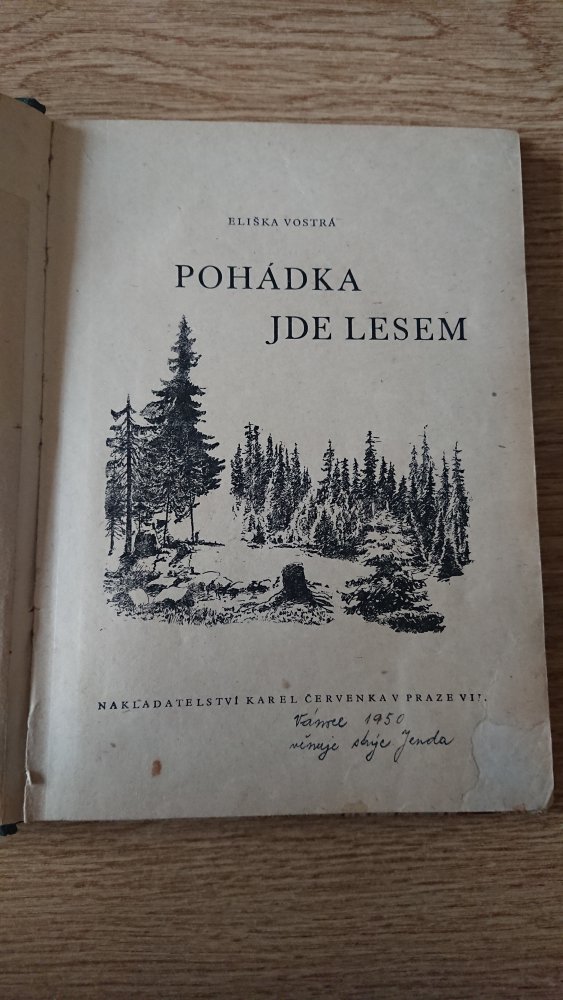 ELIŠKA VOSTRÁ
POHÁDKA
JDE LESEM
NAKLADATELSTVÍ KAREL ČERVENKA V PRAZE VII.
Vánoce 1950
věnuje strýc Jenda